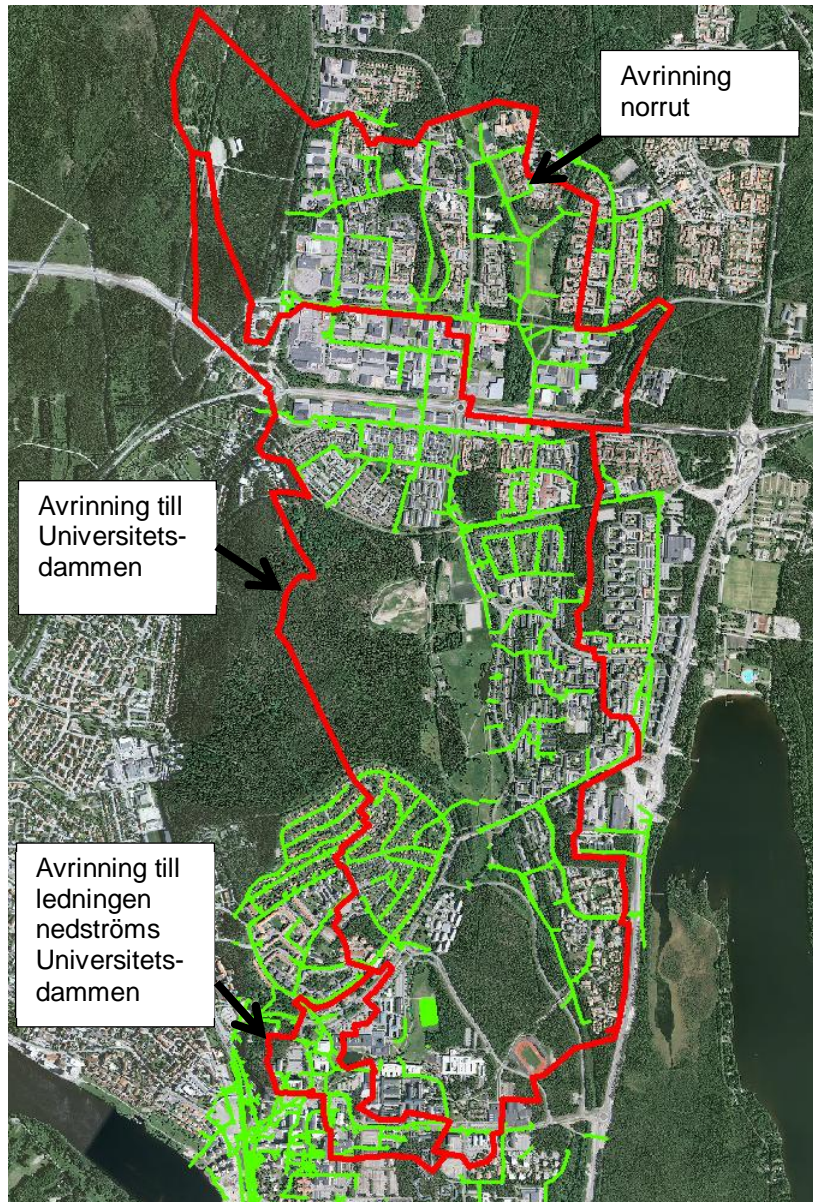 Avrinning
norrut
Avrinning till
Universitets-
dammen
Avrinning till
ledningen
nedströms
Universitets-
dammen